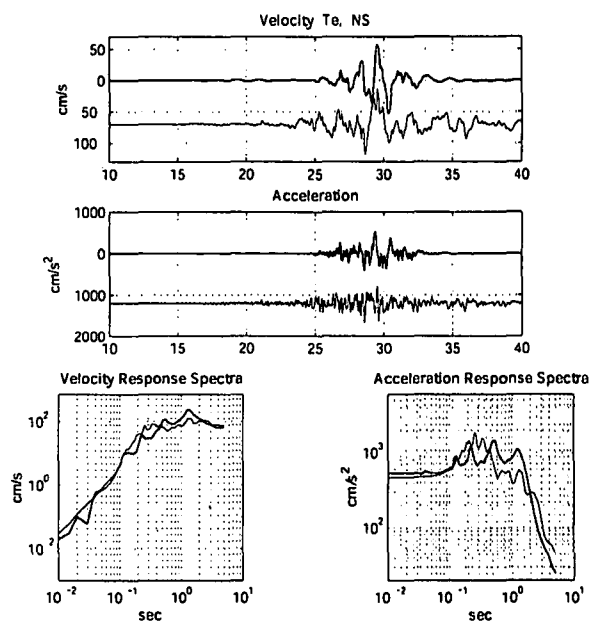 Velocity Te, NS
50
0
50
100
cm/s
10 15 20 25 30 35 40
Acceleration
1000
0
1000
2000
cm/s²
10 15 20 25 30 35 40
Velocity Response Spectra
10²
10⁰
10⁻²
cm/s
10⁻² 10⁻¹ 10⁰ 10¹
sec
Acceleration Response Spectra
10³
10²
cm/s²
10⁻² 10⁻¹ 10⁰ 10¹
sec